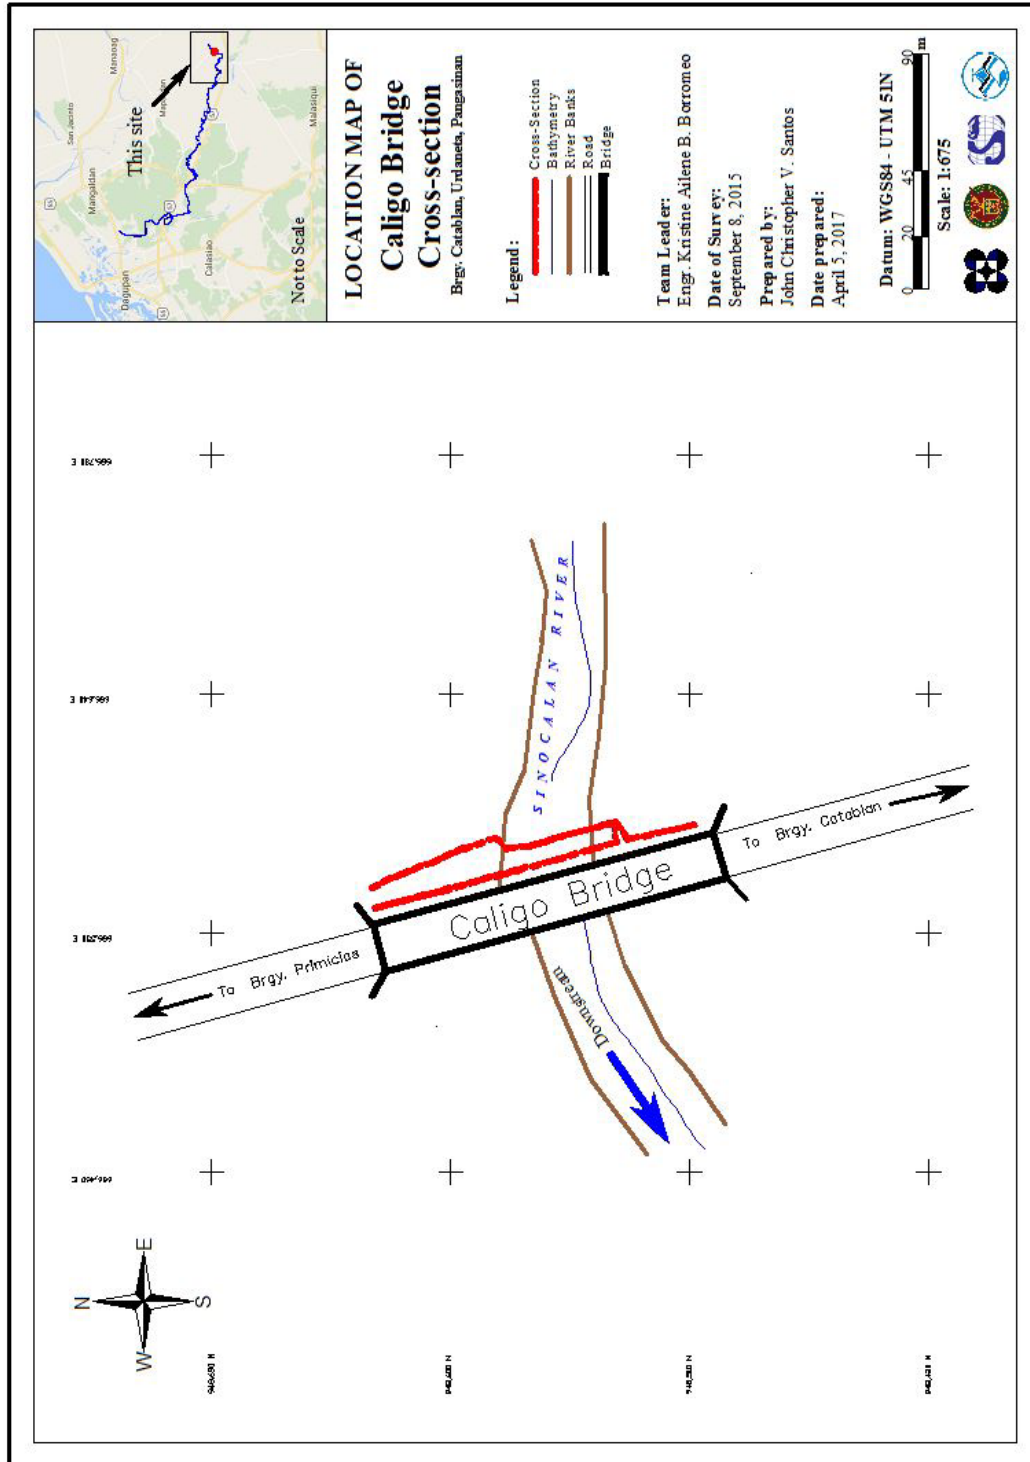 San Jacinto
Manaoag
Mangaldan
This site
Dagupan
Calasiao
Malasiqui
Not to Scale
LOCATION MAP OF
Caligo Bridge
Cross-section
Brgy. Catablan, Urdaneta, Pangasinan
Legend:
Cross-Section
Bathymetry
River Banks
Road
Bridge
Team Leader:
Engr. Kristine Ailene B. Borromeo
Date of Survey:
September 8, 2015
Prepared by:
John Christopher V. Santos
Date prepared:
April 5, 2017
Datum: WGS84 - UTM 51N
0 20 45 90
m
Scale: 1:675
N
E
S
W
SINOCALAN RIVER
Caligo Bridge
To Brgy. Primicias
To Brgy. Catablan
Downstream